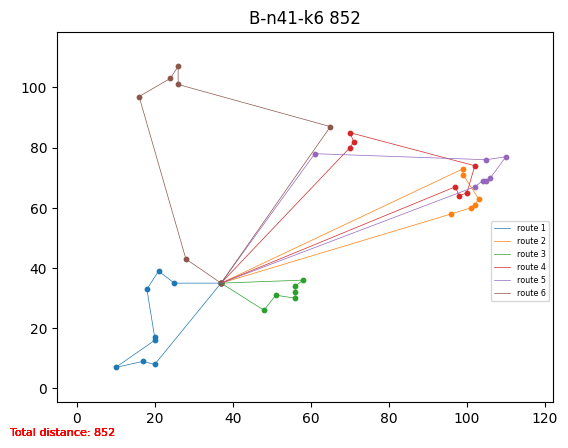 B-n41-k6 852
100
80
60
40
20
0
0 20 40 60 80 100 120
route 1
route 2
route 3
route 4
route 5
route 6
Total distance: 852